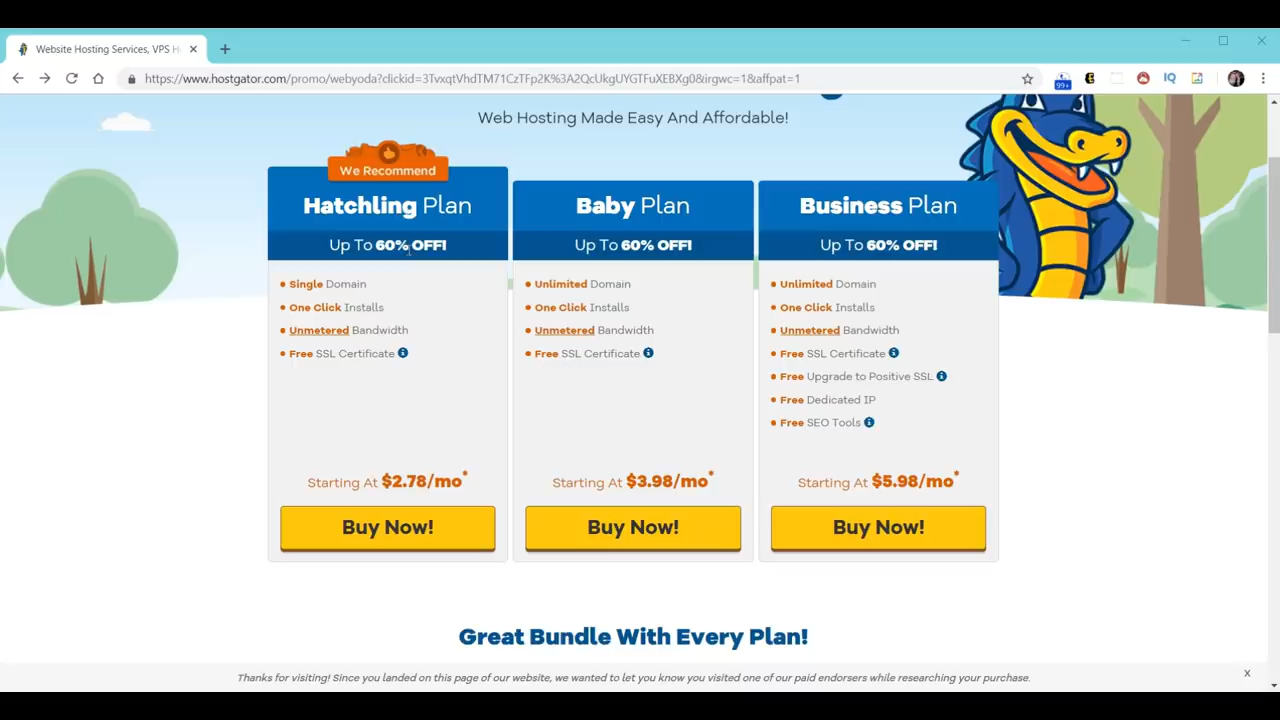 Website Hosting Services, VPS H
https://www.hostgator.com/promo/webyoda?clickid=3TvxqtVhdTM71CzTFp2K%3A2QcUkgUYGTFuXEBXg0&irgwc=1&affpat=1
99+
IQ
Web Hosting Made Easy And Affordable!
We Recommend
Hatchling Plan
Up To 60% OFF!
Single Domain
One Click Installs
Unmetered Bandwidth
Free SSL Certificate
Starting At $2.78/mo*
Buy Now!
Baby Plan
Up To 60% OFF!
Unlimited Domain
One Click Installs
Unmetered Bandwidth
Free SSL Certificate
Starting At $3.98/mo*
Buy Now!
Business Plan
Up To 60% OFF!
Unlimited Domain
One Click Installs
Unmetered Bandwidth
Free SSL Certificate
Free Upgrade to Positive SSL
Free Dedicated IP
Free SEO Tools
Starting At $5.98/mo*
Buy Now!
Great Bundle With Every Plan!
Thanks for visiting! Since you landed on this page of our website, we wanted to let you know you visited one of our paid endorsers while researching your purchase.
X